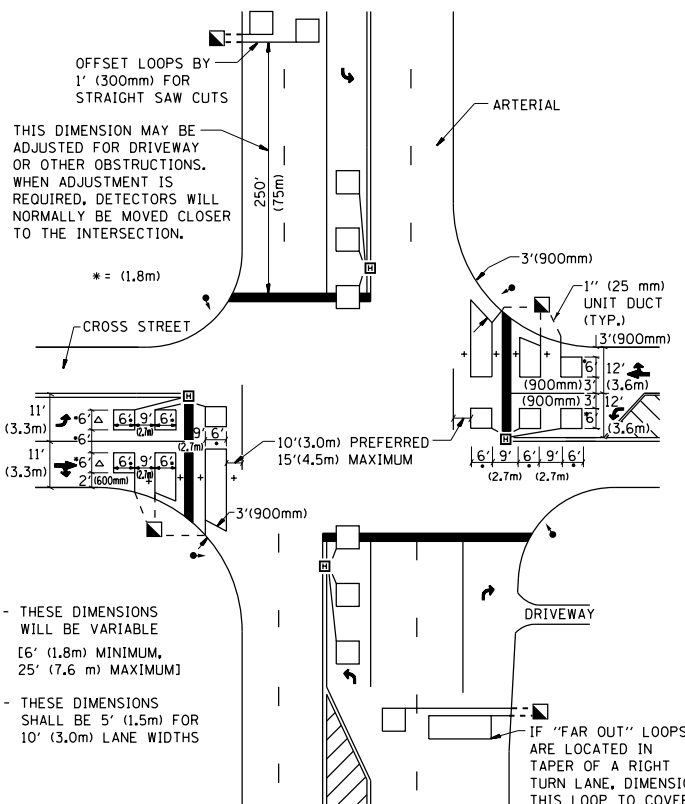 OFFSET LOOPS BY
1' (300mm) FOR
STRAIGHT SAW CUTS
THIS DIMENSION MAY BE
ADJUSTED FOR DRIVEWAY
OR OTHER OBSTRUCTIONS.
WHEN ADJUSTMENT IS
REQUIRED, DETECTORS WILL
NORMALLY BE MOVED CLOSER
TO THE INTERSECTION.
250'
(75m)
ARTERIAL
* = (1.8m)
3'(900mm)
1'' (25 mm)
UNIT DUCT
(TYP.)
CROSS STREET
H
3'(900mm)
*6'
12'
(3.6m)
(900mm) 3'
(900mm) 3'
*6'
12'
(3.6m)
H
6' 9' 6' 9' 6'
(2.7m) (2.7m)
H
11'
(3.3m)
*6'
6' 9' 6'
(2.7m)
*6'
(2.7m)
9' 6'
11'
(3.3m)
*6'
6' 9' 6'
(2.7m)
2' (600mm)
10'(3.0m) PREFERRED
15'(4.5m) MAXIMUM
3'(900mm)
H
- THESE DIMENSIONS
WILL BE VARIABLE
[6' (1.8m) MINIMUM,
25' (7.6 m) MAXIMUM]
- THESE DIMENSIONS
SHALL BE 5' (1.5m) FOR
10' (3.0m) LANE WIDTHS
DRIVEWAY
IF "FAR OUT" LOOPS
ARE LOCATED IN
TAPER OF A RIGHT
TURN LANE, DIMENSIO
THIS LOOP TO COVER